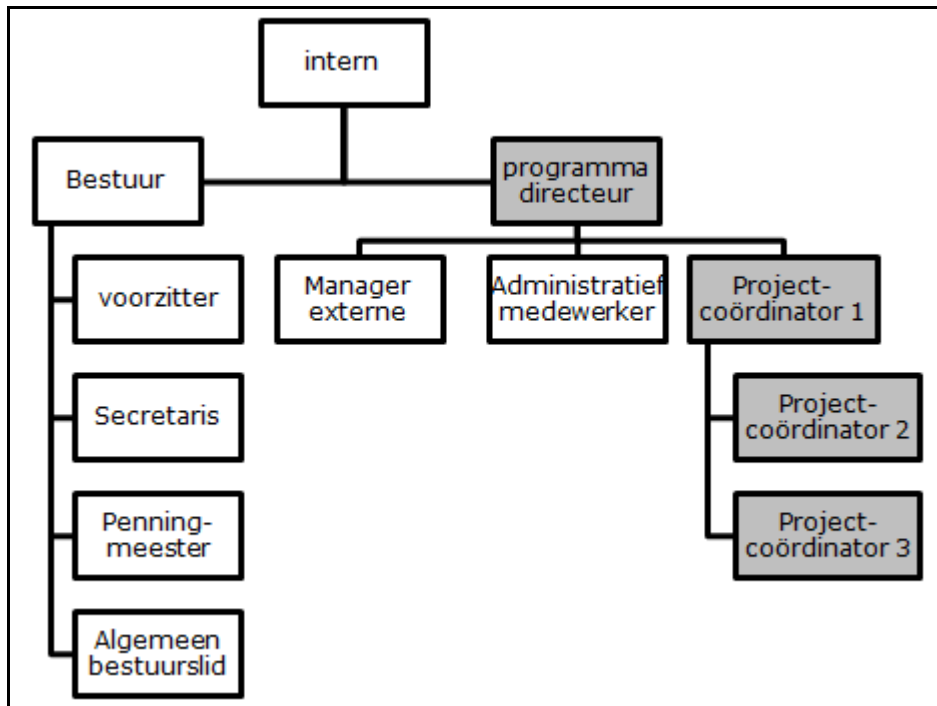 intern
Bestuur
programma
directeur
voorzitter
Manager
externe
Administratief
medewerker
Project-
coördinator 1
Secretaris
Project-
coördinator 2
Penning-
meester
Project-
coördinator 3
Algemeen
bestuurslid